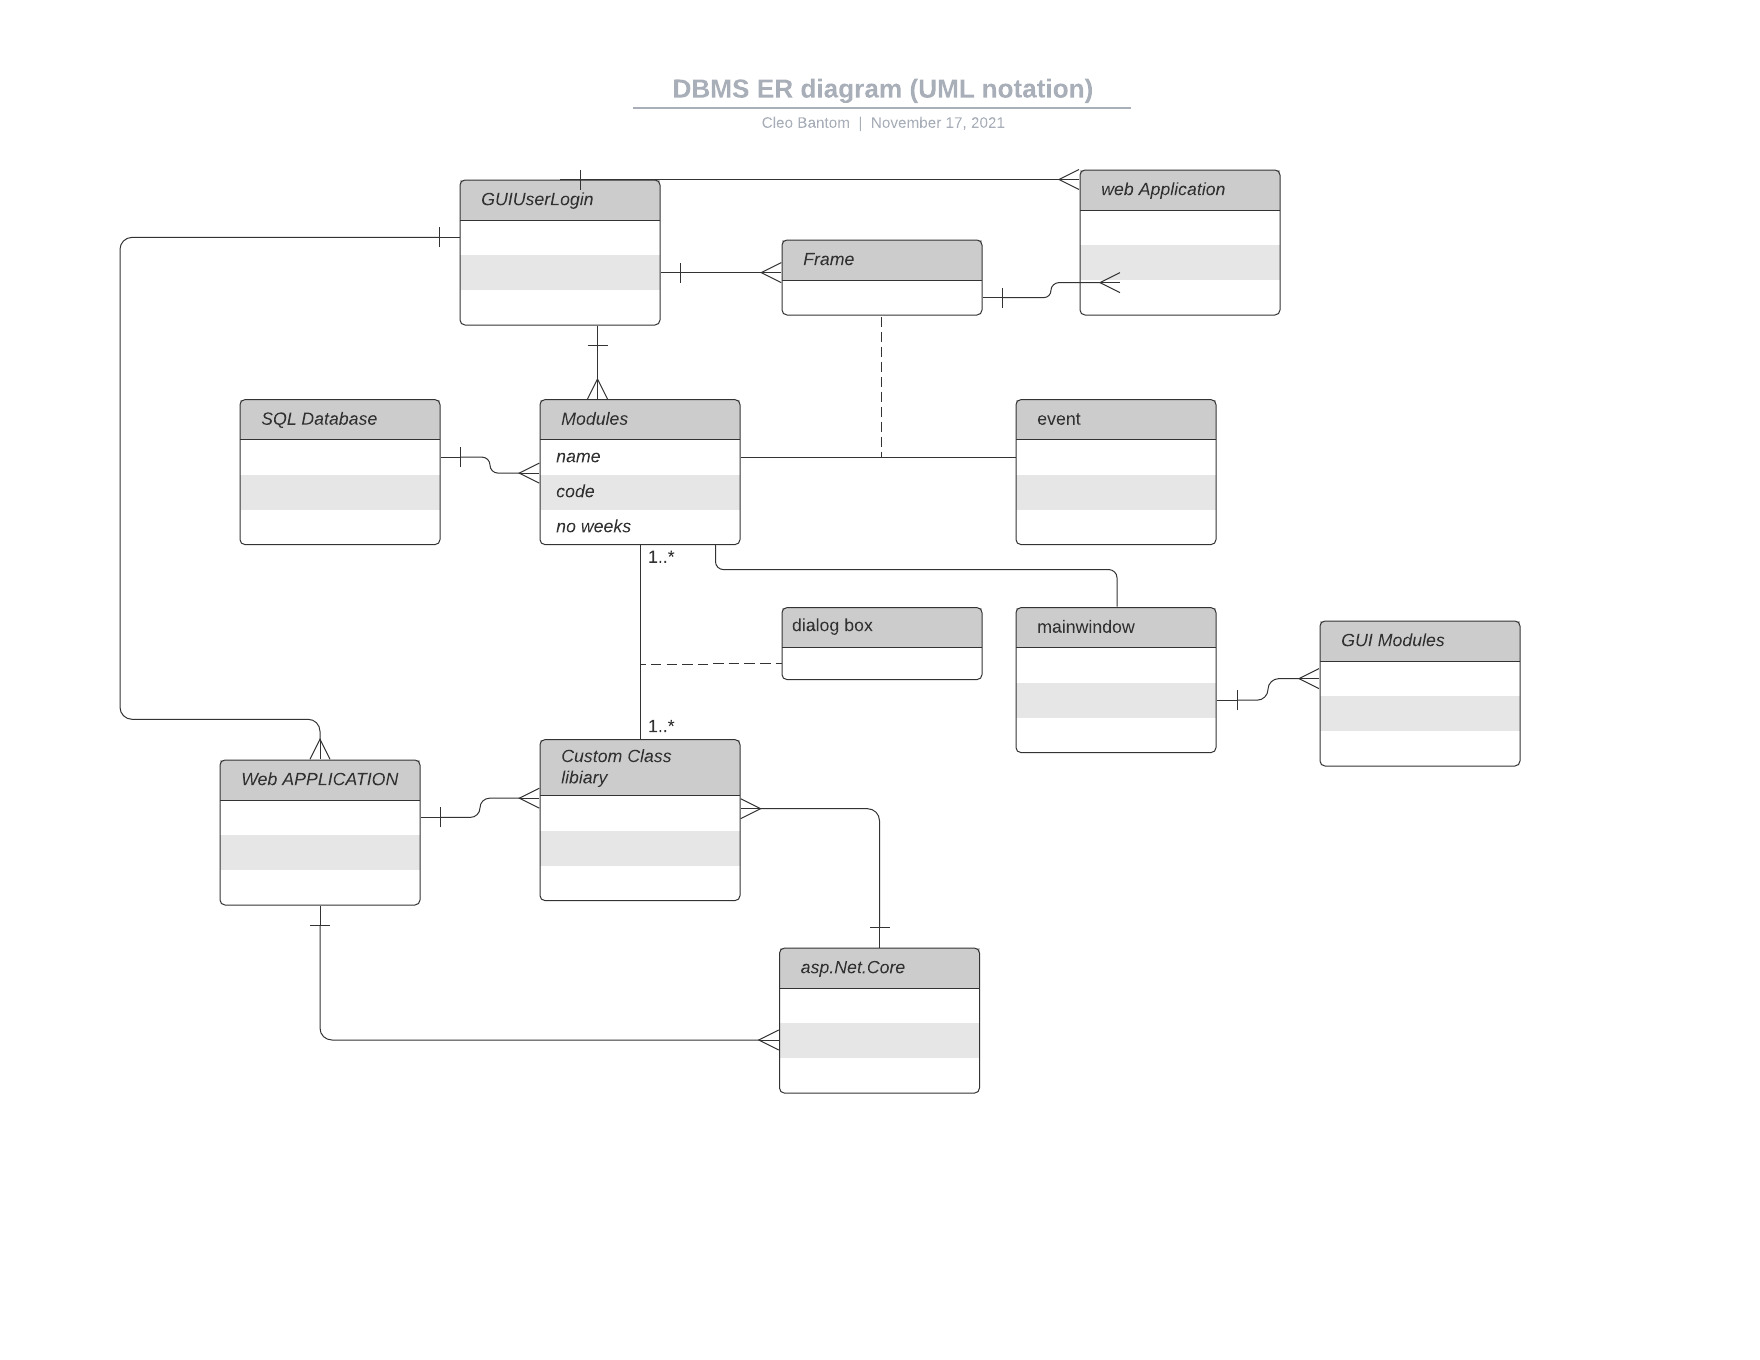 DBMS ER diagram (UML notation)
Cleo Bantom | November 17, 2021
GUIUserLogin
web Application
Frame
SQL Database
Modules
name
code
no weeks
event
1..*
dialog box
mainwindow
GUI Modules
1..*
Custom Class
libiary
Web APPLICATION
asp.Net.Core